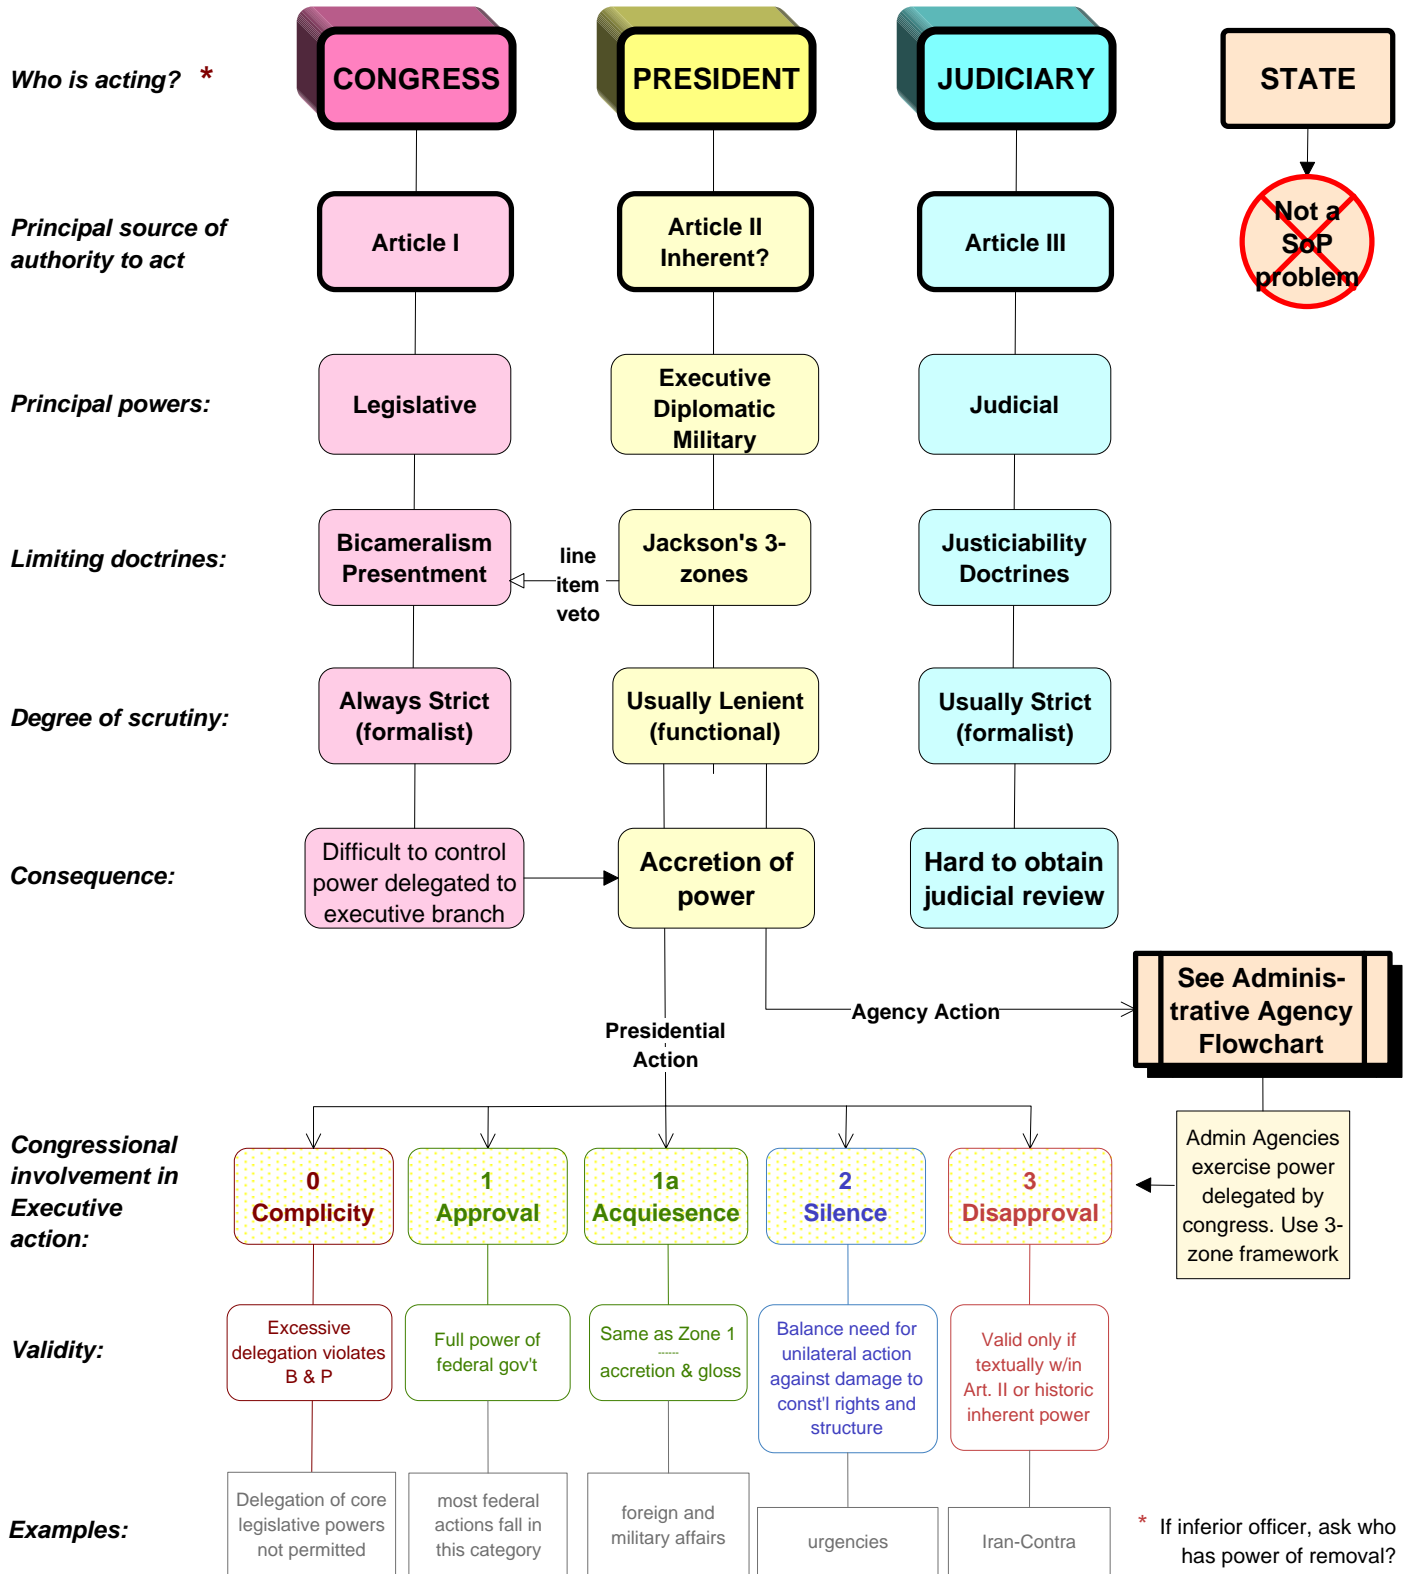 Who is acting? *
CONGRESS
PRESIDENT
JUDICIARY
STATE
Principal source of
authority to act
Article I
Article II
Inherent?
Article III
Not a
SoP
problem
Principal powers:
Legislative
Executive
Diplomatic
Military
Judicial
Limiting doctrines:
Bicameralism
Presentment
line
item
veto
Jackson's 3-
zones
Justiciability
Doctrines
Degree of scrutiny:
Always Strict
(formalist)
Usually Lenient
(functional)
Usually Strict
(formalist)
Consequence:
Difficult to control
power delegated to
executive branch
Accretion of
power
Hard to obtain
judicial review
Presidential
Action
Agency Action
See Adminis-
trative Agency
Flowchart
Congressional
involvement in
Executive
action:
0
Complicity
1
Approval
1a
Acquiesence
2
Silence
3
Disapproval
Admin Agencies
exercise power
delegated by
congress. Use 3-
zone framework
Validity:
Excessive
delegation violates
B & P
Full power of
federal gov't
Same as Zone 1
------
accretion & gloss
Balance need for
unilateral action
against damage to
const'l rights and
structure
Valid only if
textually w/in
Art. II or historic
inherent power
Examples:
Delegation of core
legislative powers
not permitted
most federal
actions fall in
this category
foreign and
military affairs
urgencies
Iran-Contra
* If inferior officer, ask who
has power of removal?